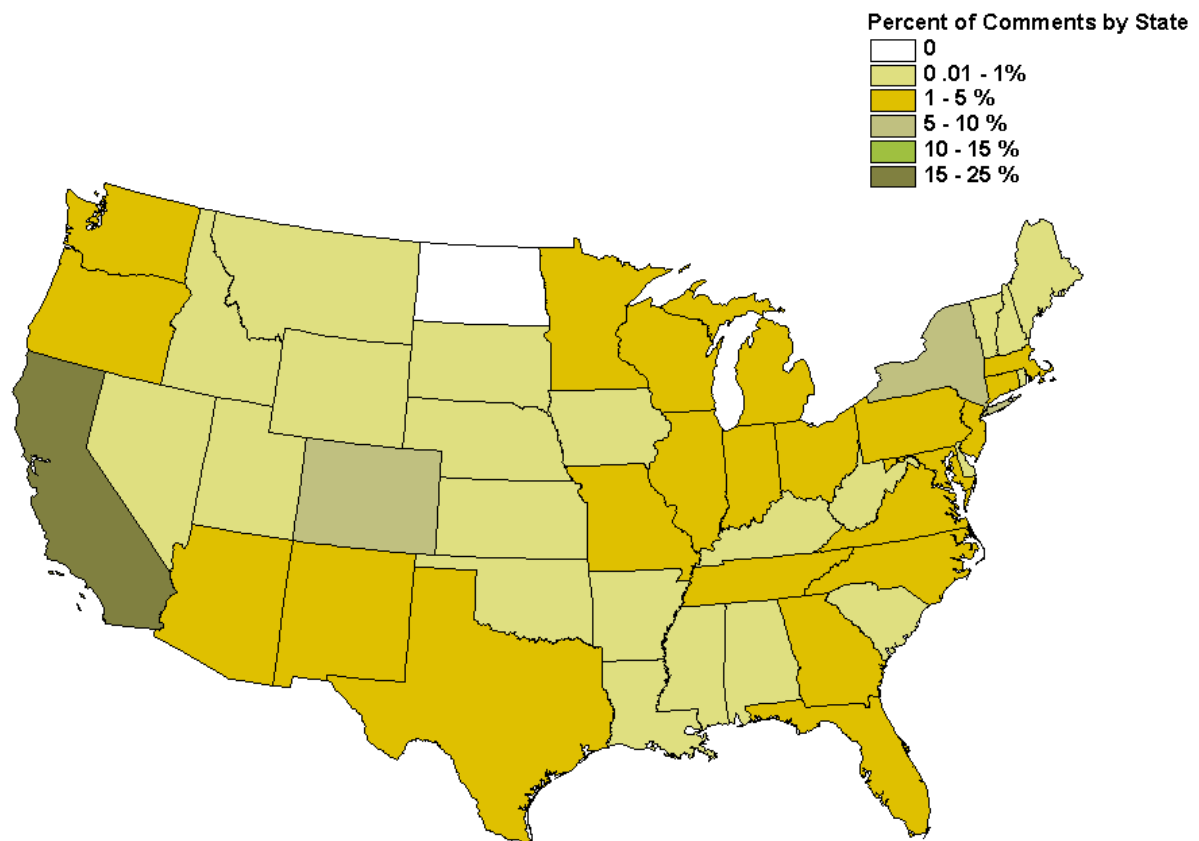 Percent of Comments by State
0
0 .01 - 1%
1 - 5 %
5 - 10 %
10 - 15 %
15 - 25 %